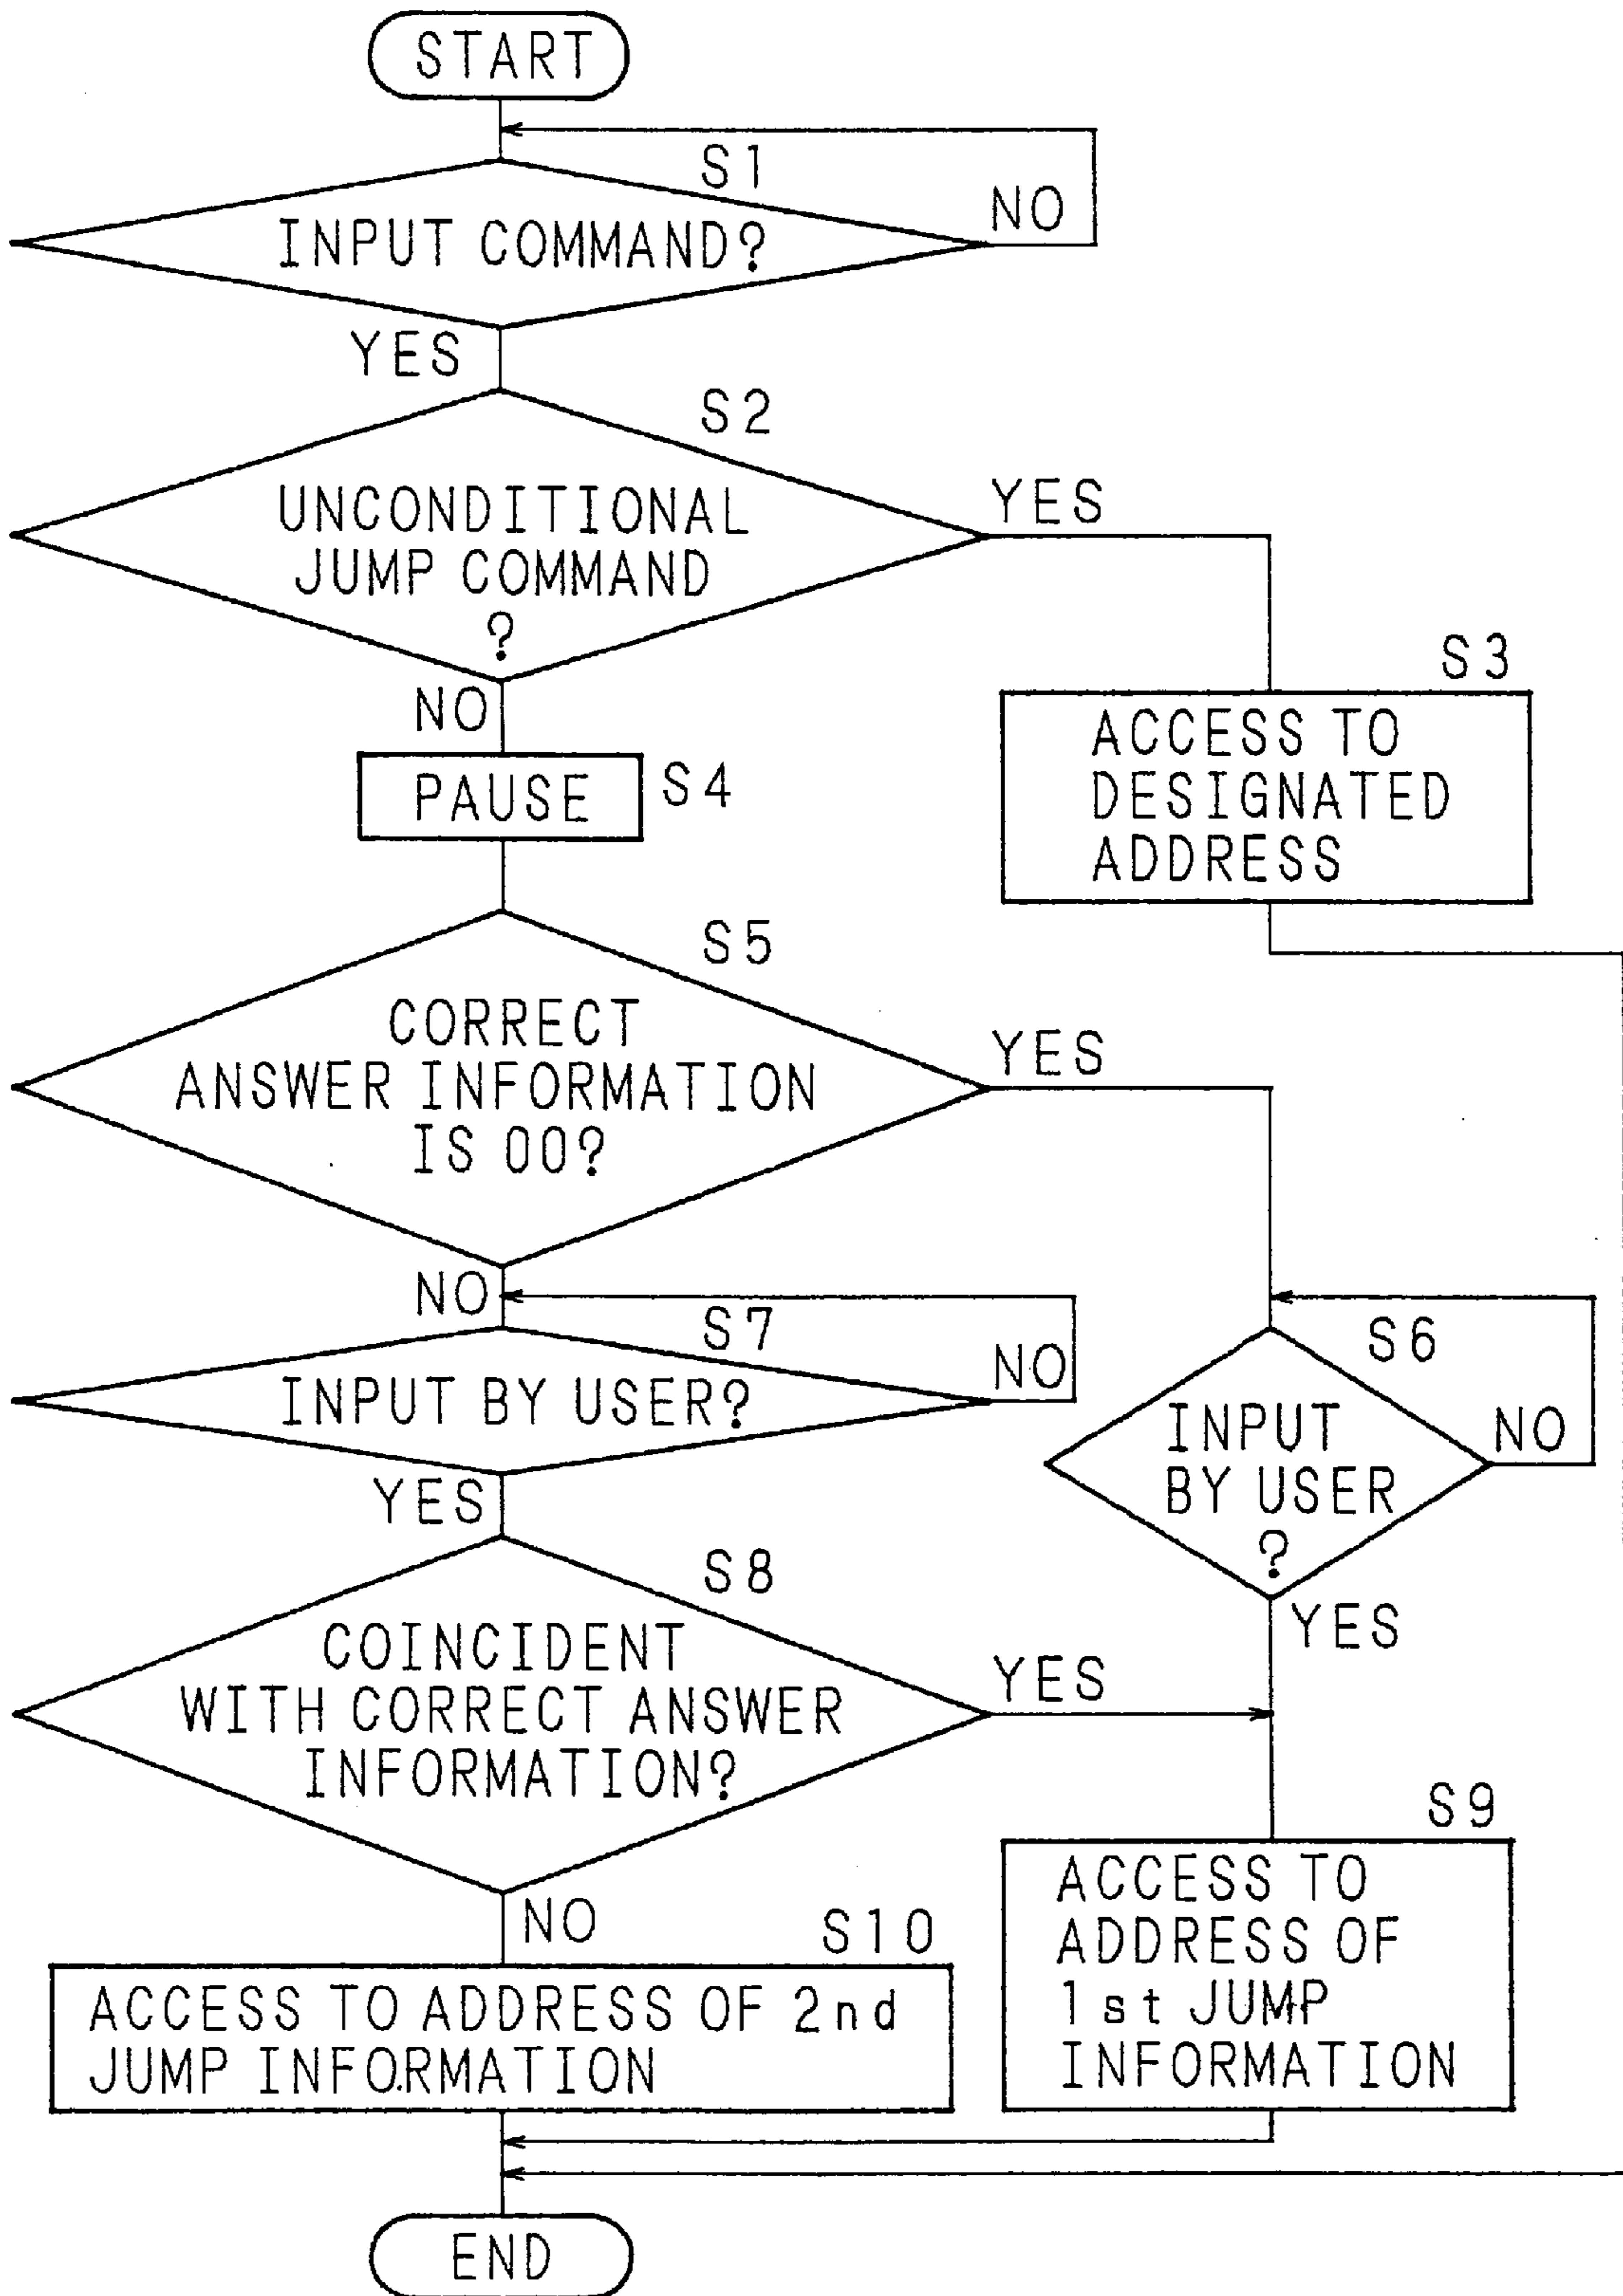 START
S1
NO
INPUT COMMAND?
YES
S2
UNCONDITIONAL
JUMP COMMAND
?
YES
NO
S3
ACCESS TO
DESIGNATED
ADDRESS
PAUSE
S4
S5
CORRECT
ANSWER INFORMATION
IS 00?
YES
NO
S7
NO
INPUT BY USER?
YES
S6
INPUT
BY USER
?
NO
YES
S8
COINCIDENT
WITH CORRECT ANSWER
INFORMATION?
YES
NO
S9
ACCESS TO
ADDRESS OF
1st JUMP
INFORMATION
S10
ACCESS TO ADDRESS OF 2nd
JUMP INFORMATION
END